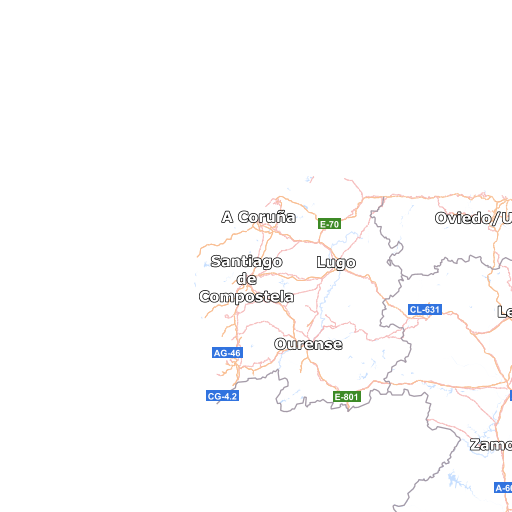 A Coruña
E-70
Oviedo/U
Santiago
de
Compostela
Lugo
CL-631
Le
Ourense
AG-46
CG-4.2
E-801
Zamo
A-6